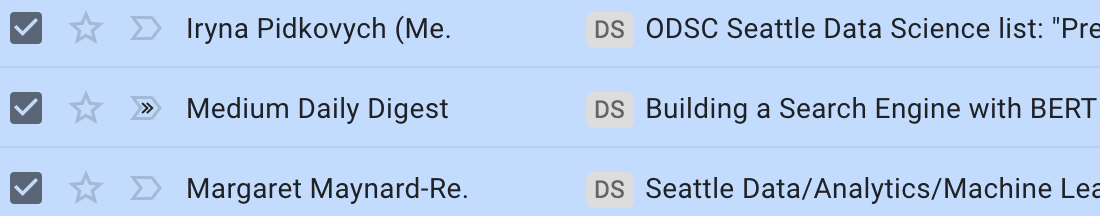 Iryna Pidkovych (Me. DS ODSC Seattle Data Science list: "Pre
Medium Daily Digest DS Building a Search Engine with BERT
Margaret Maynard-Re. DS Seattle Data/Analytics/Machine Lea